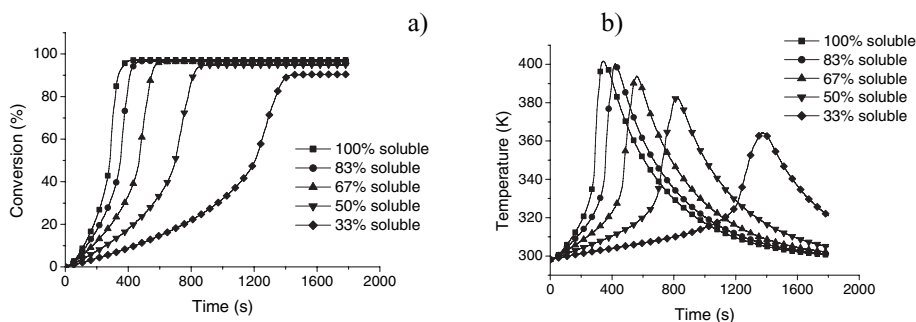 a)
100
80
60
40
20
0
Conversion (%)
100% soluble
83% soluble
67% soluble
50% soluble
33% soluble
0 400 800 1200 1600 2000
Time (s)
b)
100% soluble
83% soluble
67% soluble
50% soluble
33% soluble
400
380
360
340
320
300
Temperature (K)
0 400 800 1200 1600 2000
Time (s)